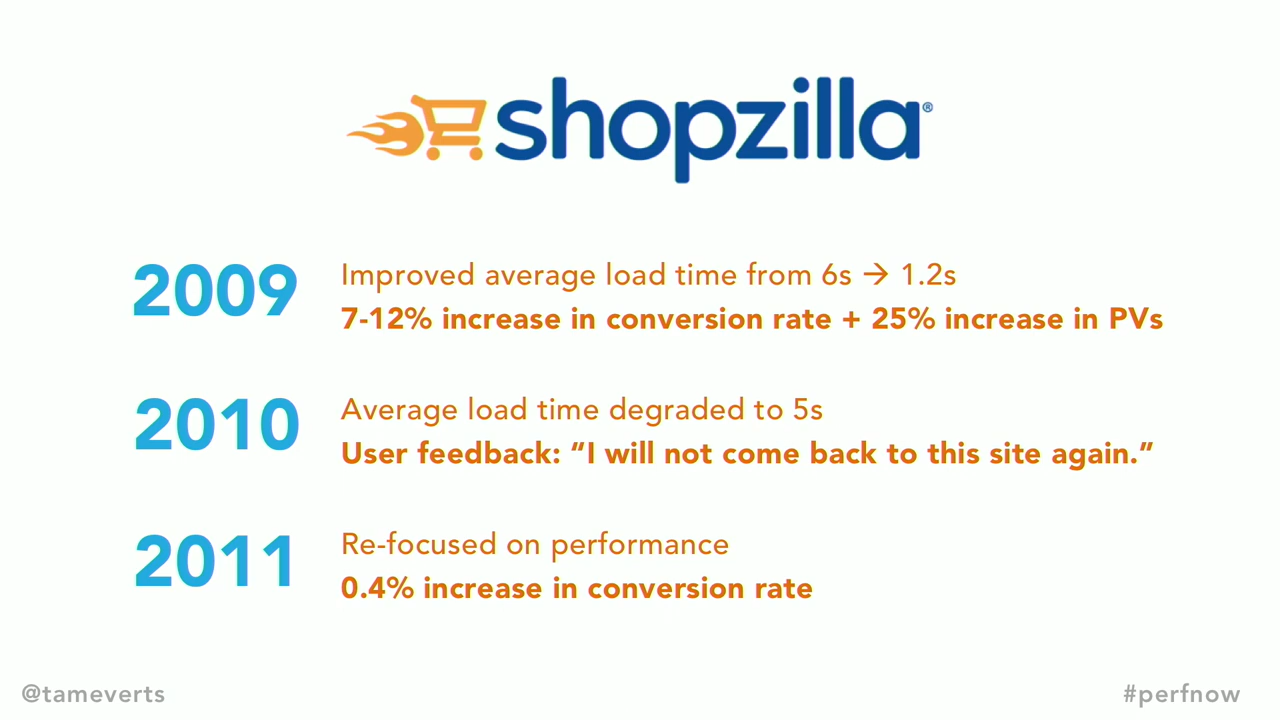 shopzilla®
2009
Improved average load time from 6s → 1.2s
7-12% increase in conversion rate + 25% increase in PVs
2010
Average load time degraded to 5s
User feedback: “I will not come back to this site again.”
2011
Re-focused on performance
0.4% increase in conversion rate
@tameverts
#perfnow